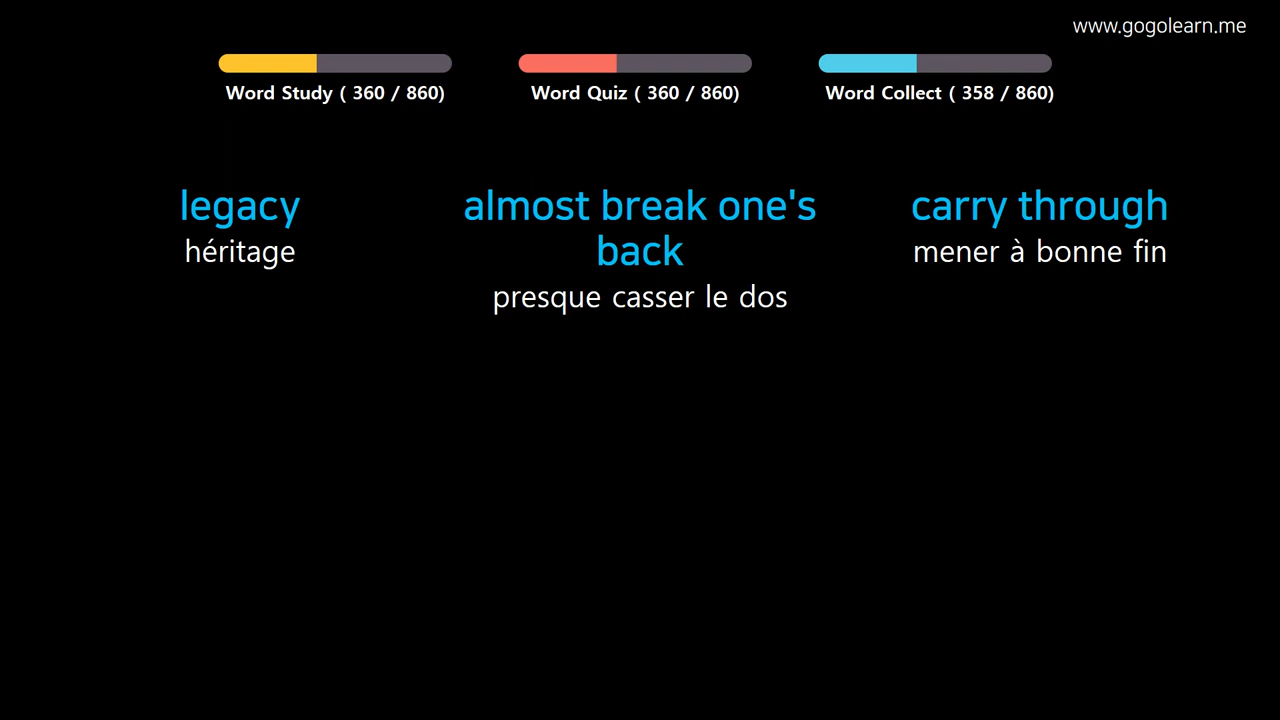 www.gogolearn.me
Word Study ( 360 / 860)
Word Quiz ( 360 / 860)
Word Collect ( 358 / 860)
legacy
héritage
almost break one's
back
presque casser le dos
carry through
mener à bonne fin